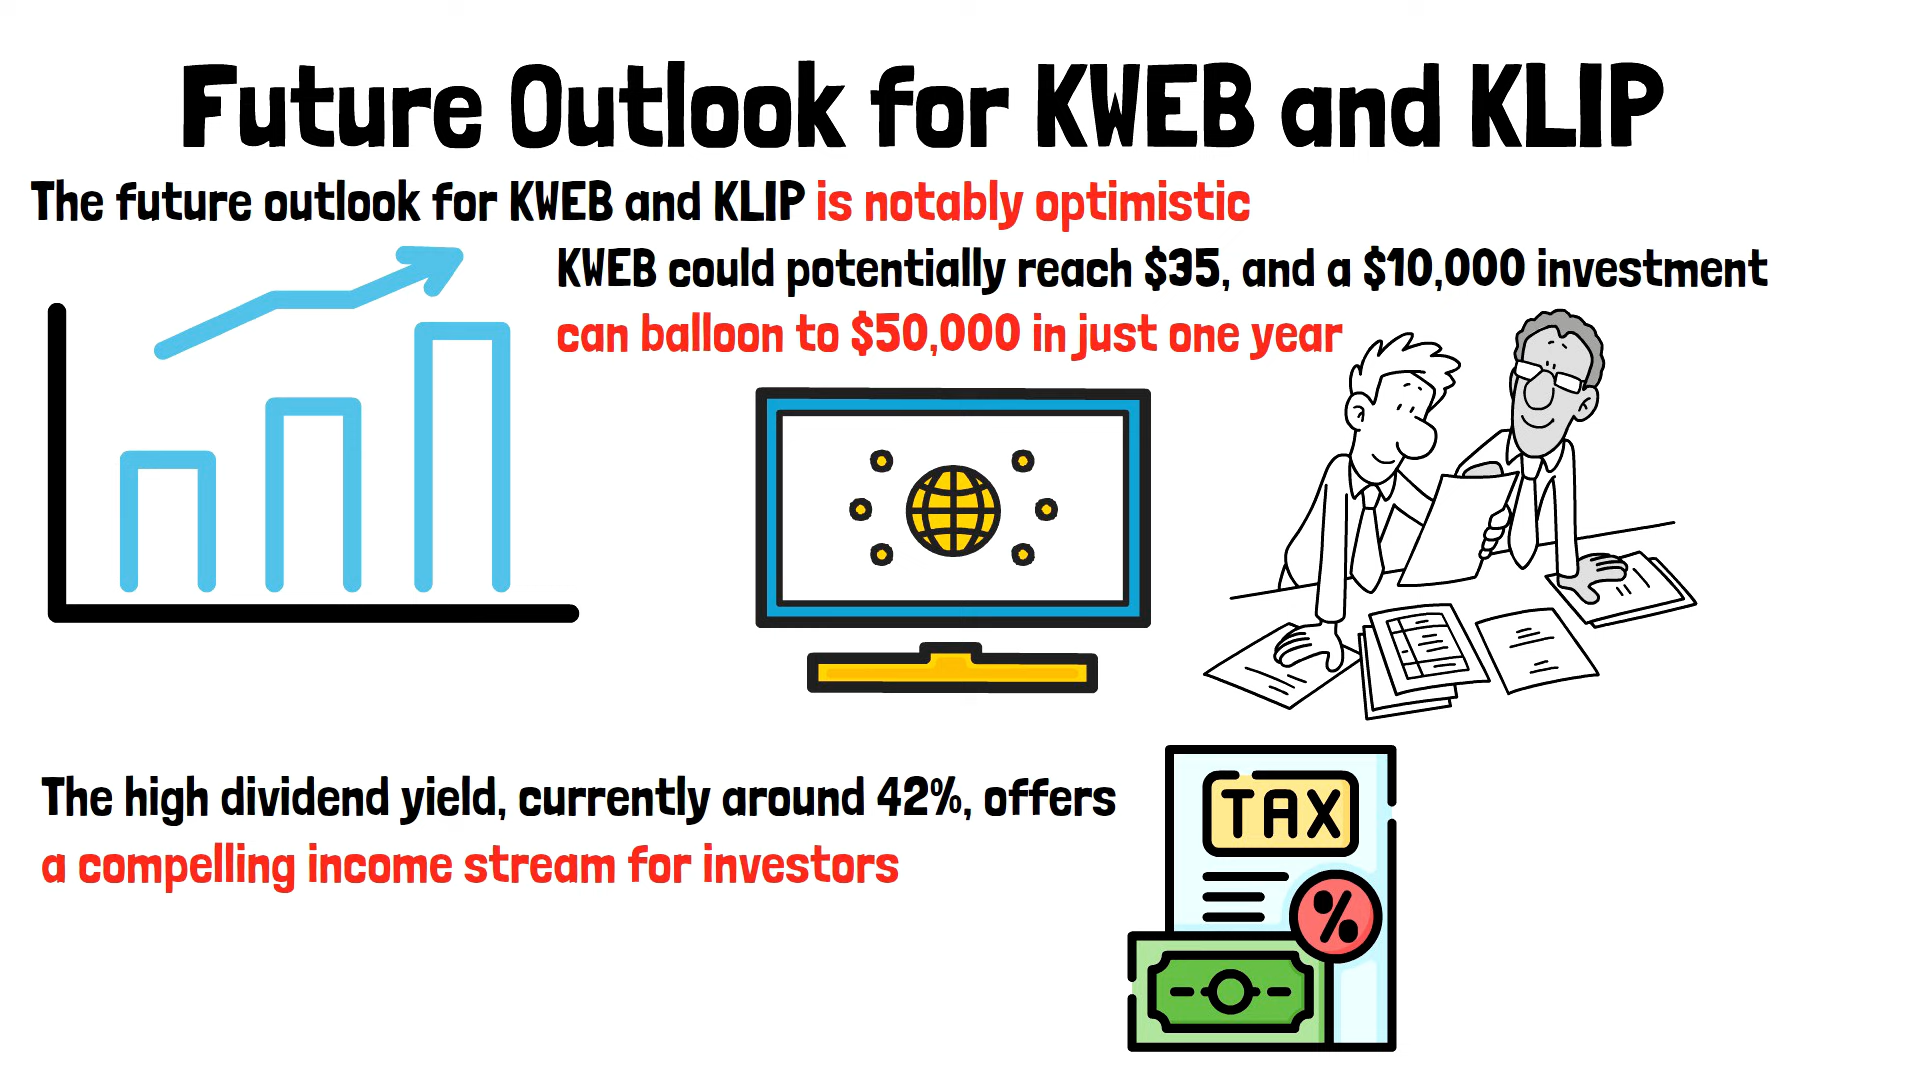 Future Outlook for KWEB and KLIP
The future outlook for KWEB and KLIP is notably optimistic
KWEB could potentially reach $35, and a $10,000 investment
can balloon to $50,000 in just one year
The high dividend yield, currently around 42%, offers
a compelling income stream for investors
TAX
%